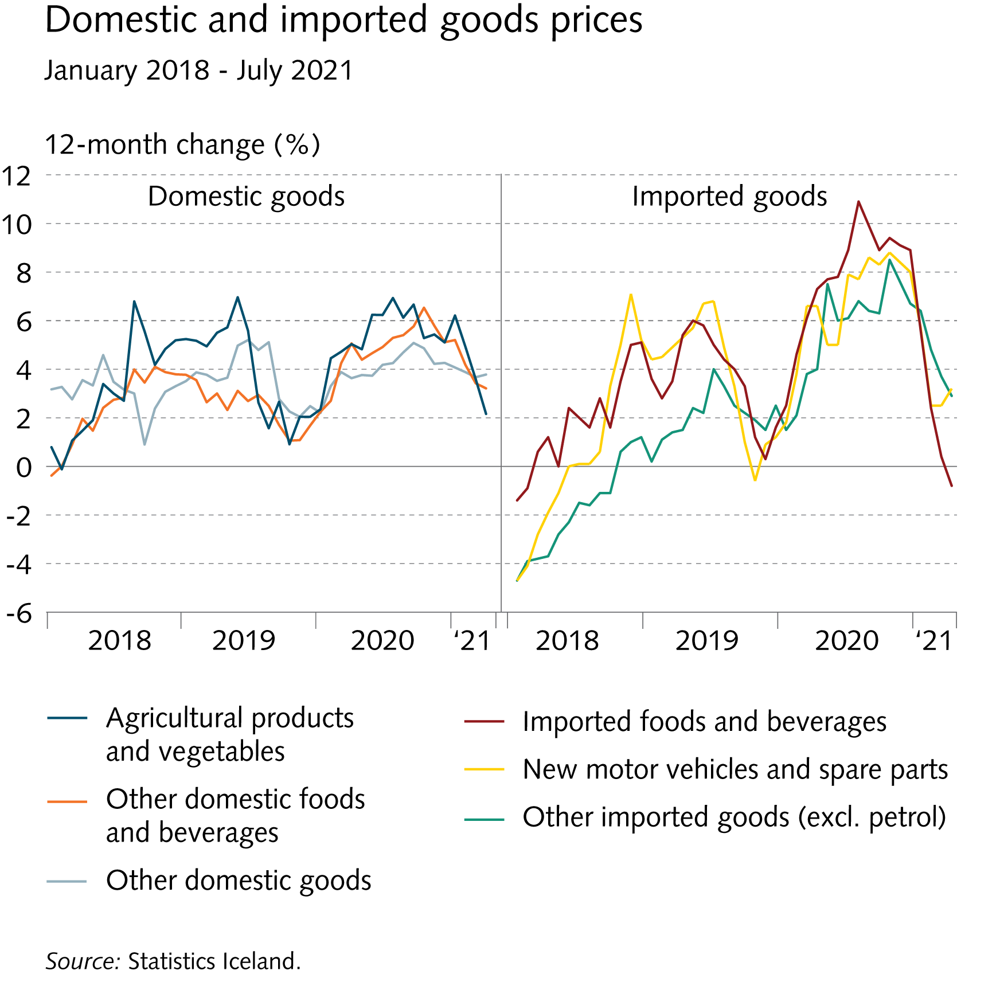 Domestic and imported goods prices
January 2018 - July 2021
12-month change (%)
12
10
8
6
4
2
0
-2
-4
-6
Domestic goods
Imported goods
2018
2019
2020
‘21
2018
2019
2020
‘21
Agricultural products
and vegetables
Other domestic foods
and beverages
Other domestic goods
Imported foods and beverages
New motor vehicles and spare parts
Other imported goods (excl. petrol)
Source: Statistics Iceland.